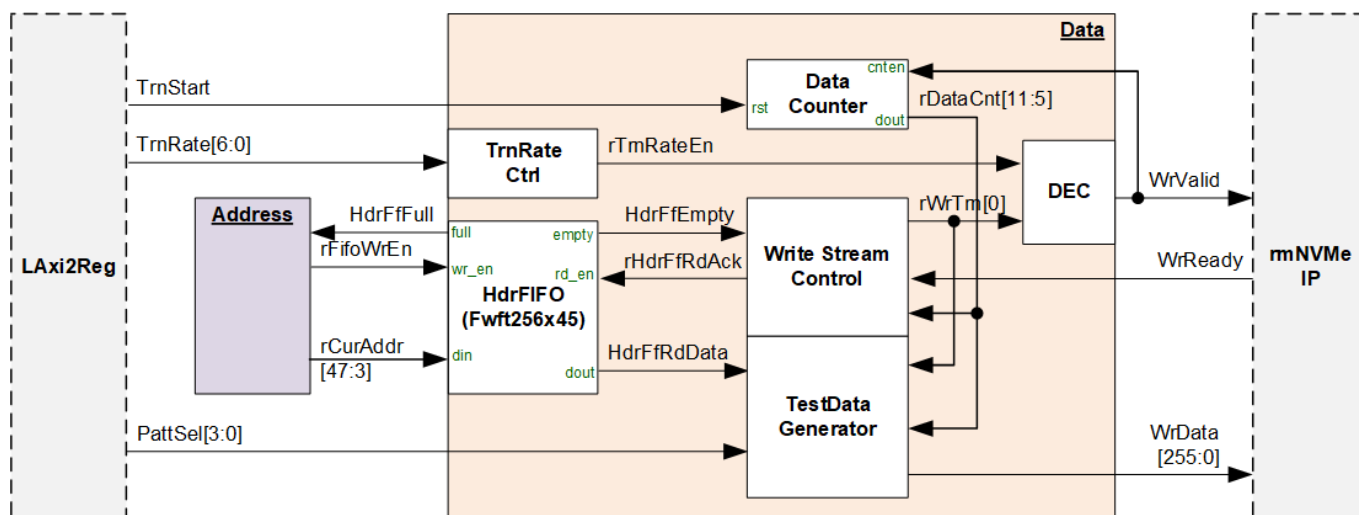 Data
TrnStart
cnten
Data
Counter
rDataCnt[11:5]
rst
dout
TrnRate[6:0]
TrnRate
Ctrl
rTrnRateEn
DEC
WrValid
Address
HdrFfFull
full
empty
HdrFfEmpty
rWrTrn[0]
rFifoWrEn
wr_en
rd_en
rHdrFfRdAck
Write Stream
Control
WrReady
LAxi2Reg
rmNVMe
IP
HdrFIFO
(Fwft256x45)
rCurAddr
[47:3]
din
dout
HdrFfRdData
TestData
Generator
PattSel[3:0]
WrData
[255:0]